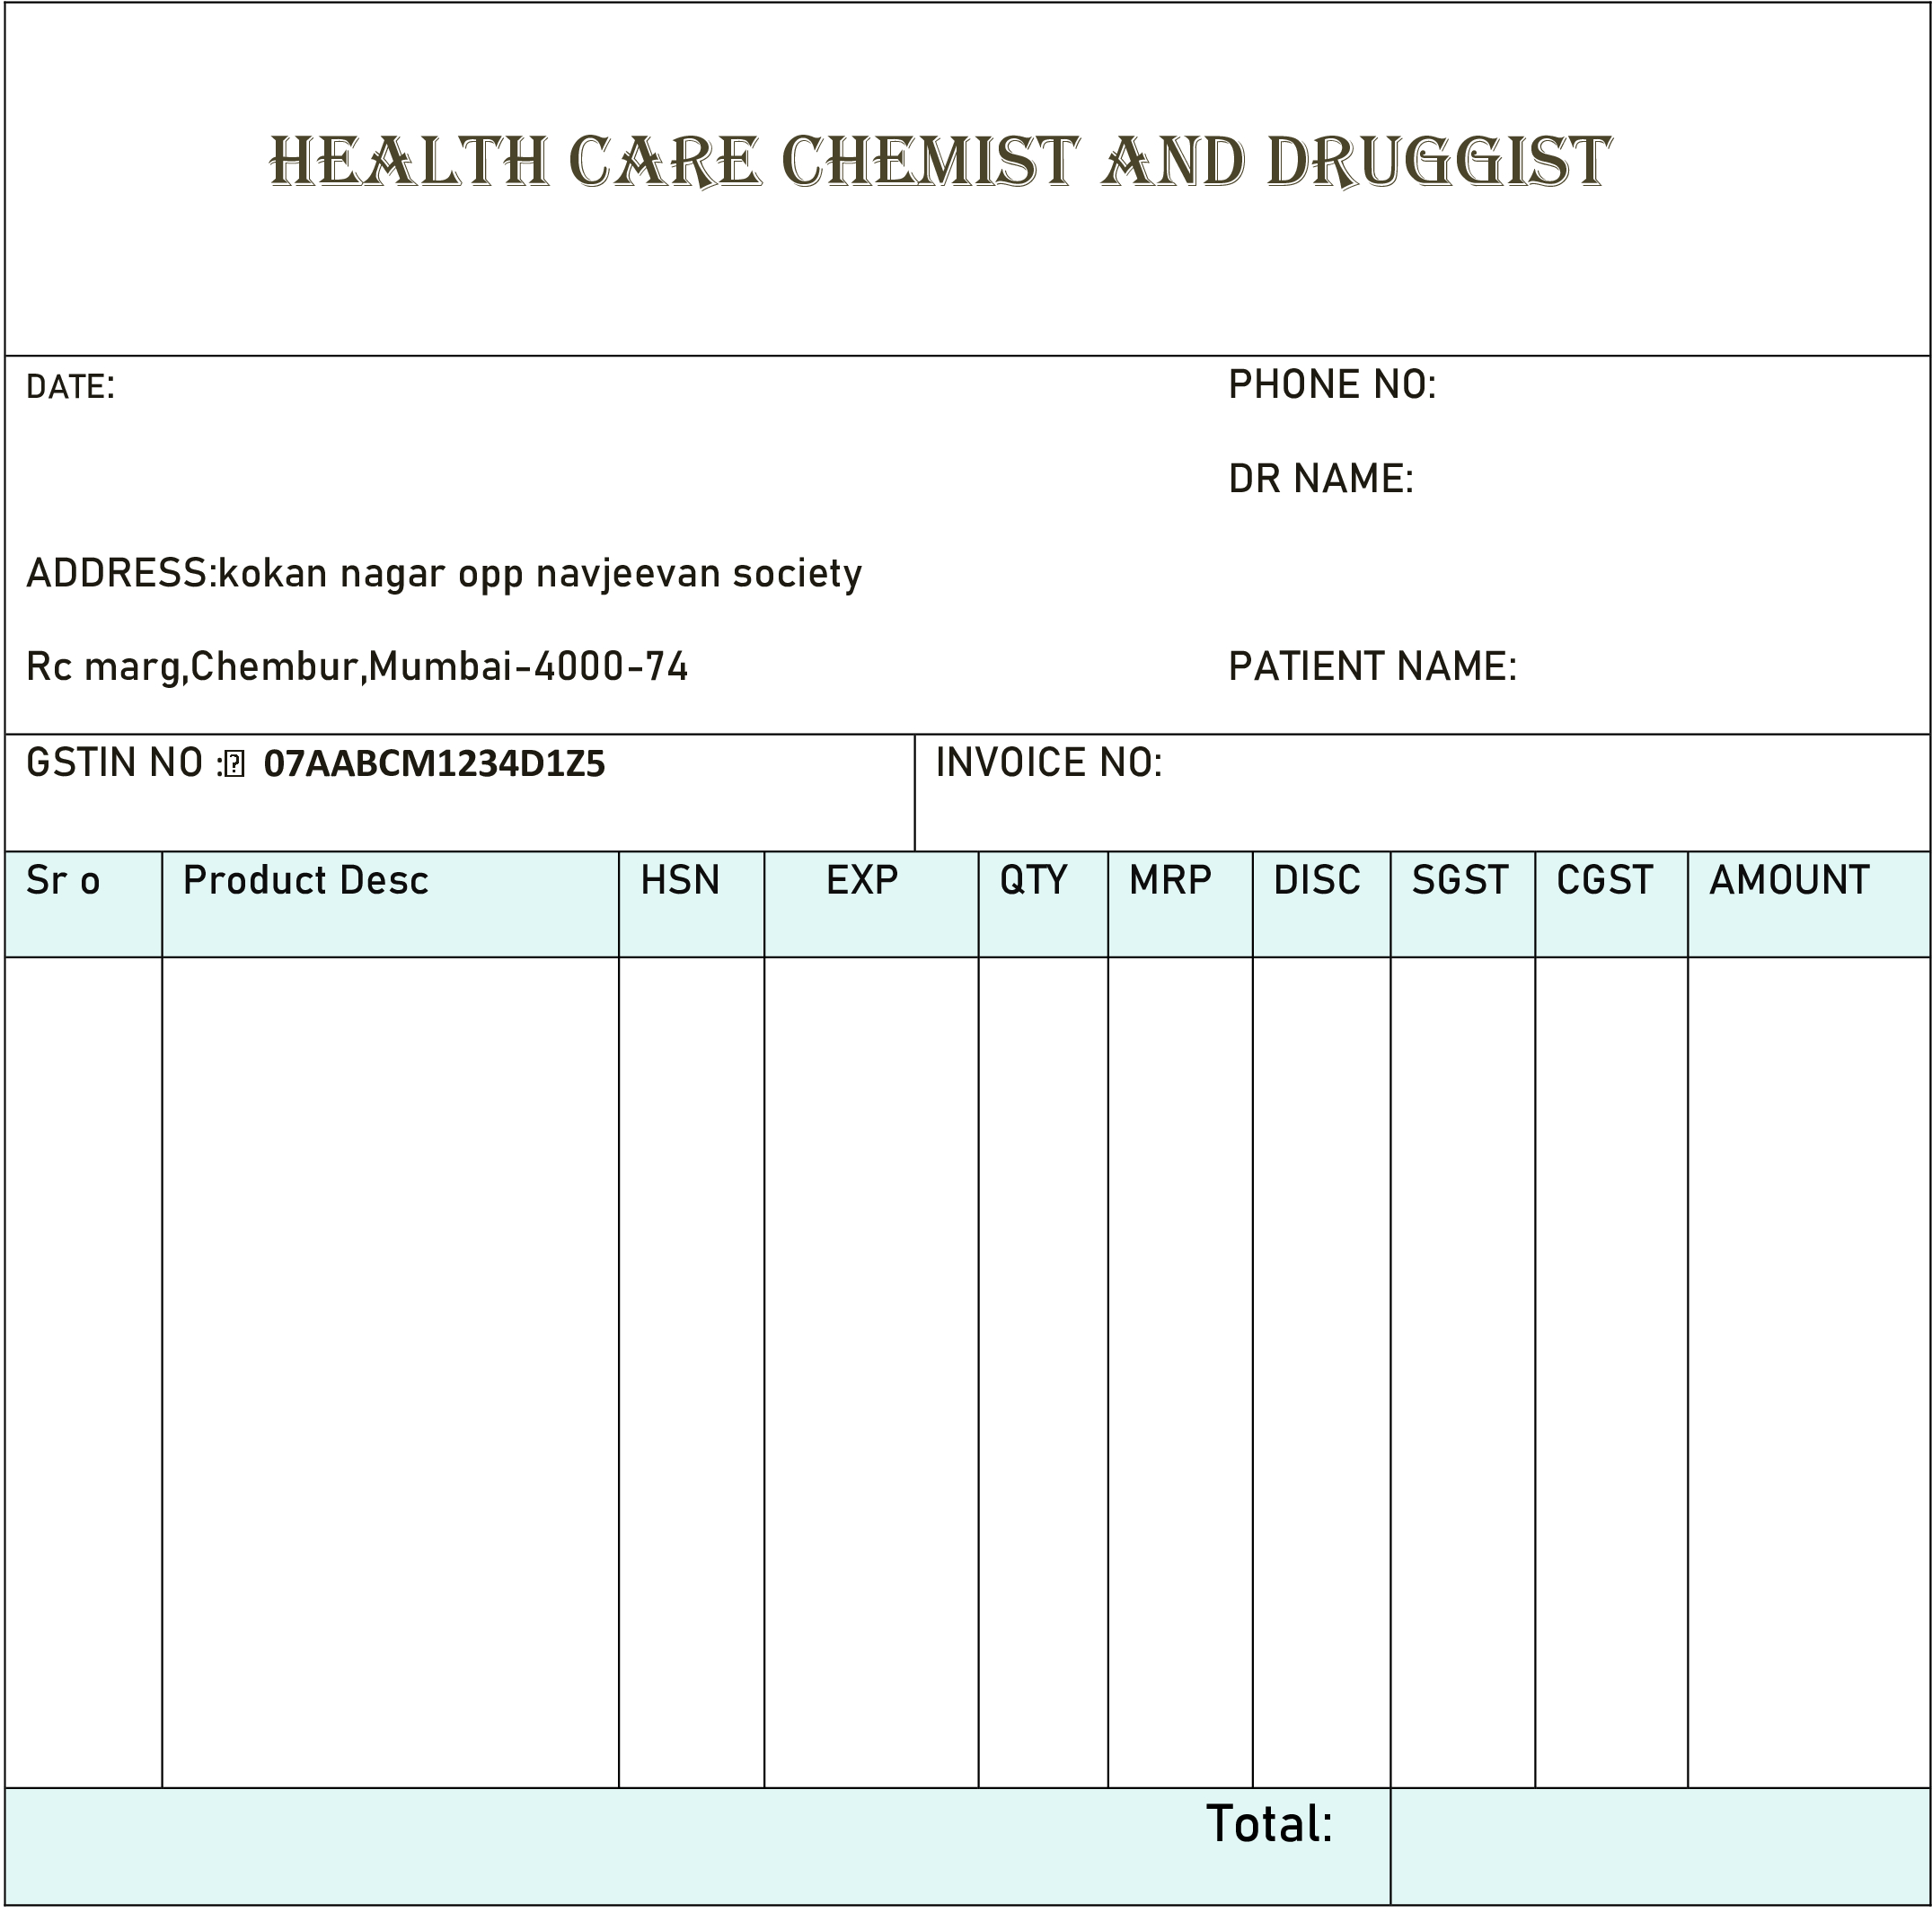 HEALTH CARE CHEMIST AND DRUGGIST
DATE: PHONE NO:
DR NAME:
ADDRESS:kokan nagar opp navjeevan society
Rc marg,Chembur,Mumbai-4000-74 PATIENT NAME:
GSTIN NO :⍰ 07AABCM1234D1Z5 INVOICE NO:
Sr o Product Desc HSN EXP QTY MRP DISC SGST CGST AMOUNT
Total: